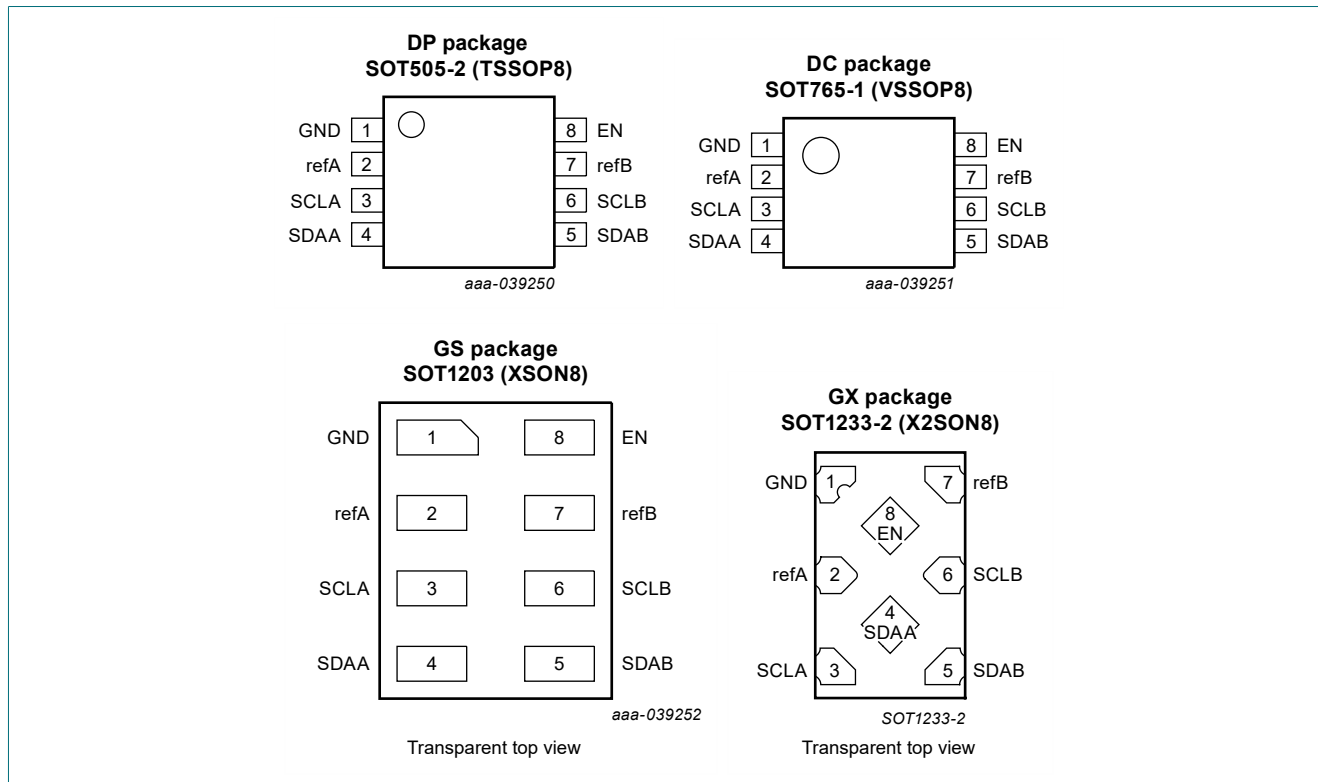 DP package
SOT505-2 (TSSOP8)
GND 1 8 EN
refA 2 7 refB
SCLA 3 6 SCLB
SDAA 4 5 SDAB
aaa-039250
DC package
SOT765-1 (VSSOP8)
GND 1 8 EN
refA 2 7 refB
SCLA 3 6 SCLB
SDAA 4 5 SDAB
aaa-039251
GS package
SOT1203 (XSON8)
GND 1 8 EN
refA 2 7 refB
SCLA 3 6 SCLB
SDAA 4 5 SDAB
aaa-039252
Transparent top view
GX package
SOT1233-2 (X2SON8)
GND 1 7 refB
8
EN
refA 2 6 SCLB
4
SDAA
SCLA 3 5 SDAB
SOT1233-2
Transparent top view